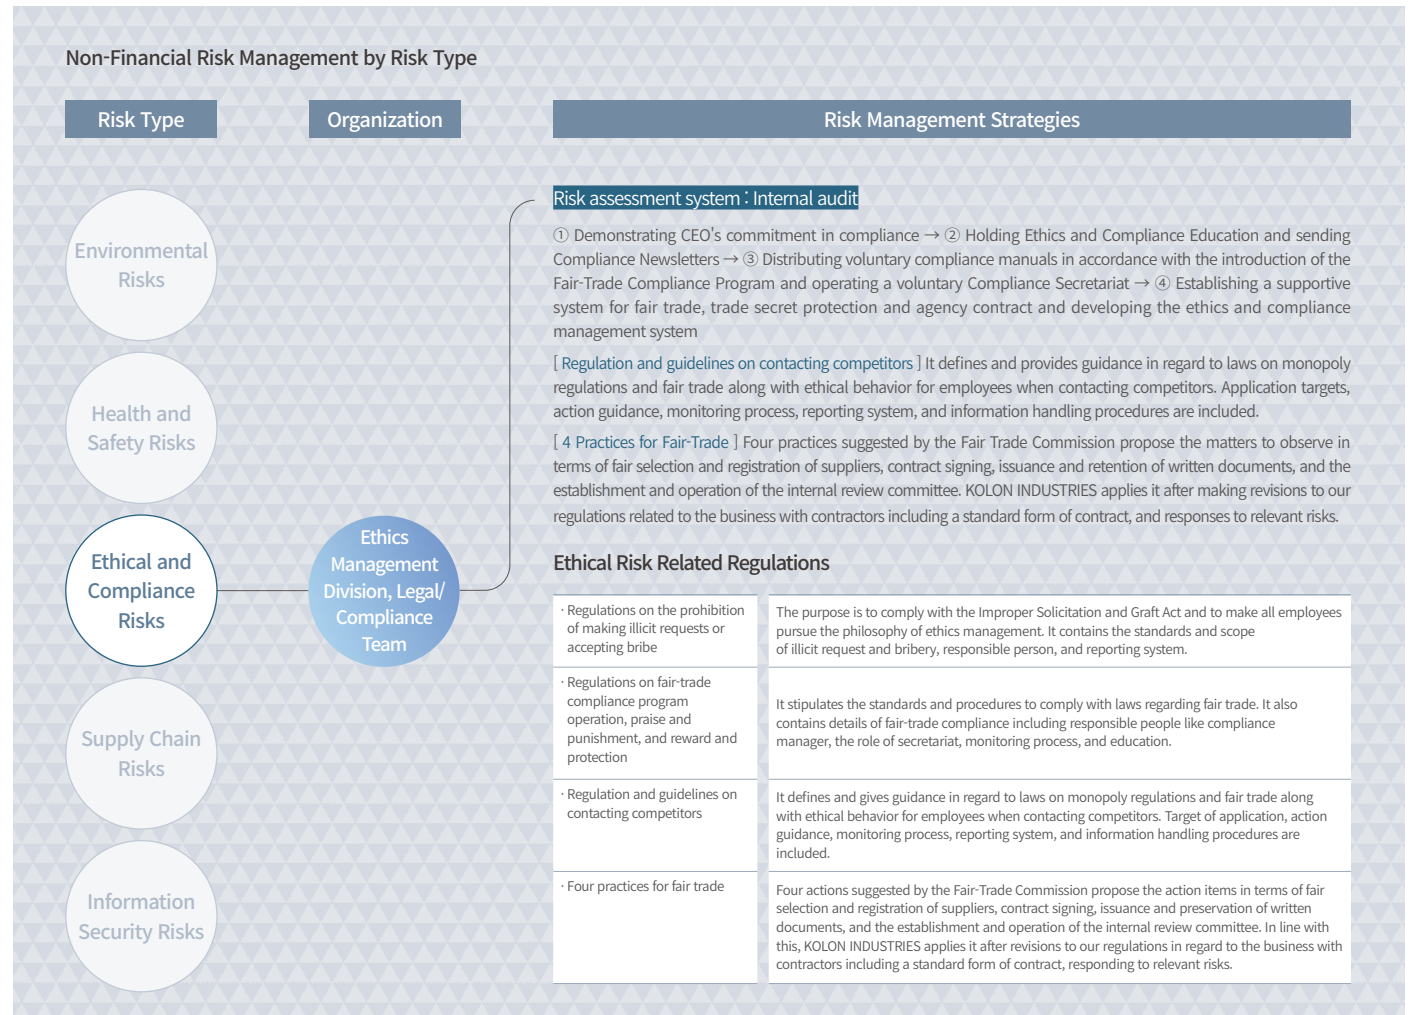 Non-Financial Risk Management by Risk Type
Risk Type
Organization
Risk Management Strategies
Environmental
Risks
Health and
Safety Risks
Ethical and
Compliance
Risks
Supply Chain
Risks
Information
Security Risks
Ethics
Management
Division, Legal/
Compliance
Team
Risk assessment system : Internal audit
① Demonstrating CEO's commitment in compliance → ② Holding Ethics and Compliance Education and sending
Compliance Newsletters → ③ Distributing voluntary compliance manuals in accordance with the introduction of the
Fair-Trade Compliance Program and operating a voluntary Compliance Secretariat → ④ Establishing a supportive
system for fair trade, trade secret protection and agency contract and developing the ethics and compliance
management system
[ Regulation and guidelines on contacting competitors ] It defines and provides guidance in regard to laws on monopoly
regulations and fair trade along with ethical behavior for employees when contacting competitors. Application targets,
action guidance, monitoring process, reporting system, and information handling procedures are included.
[ 4 Practices for Fair-Trade ] Four practices suggested by the Fair Trade Commission propose the matters to observe in
terms of fair selection and registration of suppliers, contract signing, issuance and retention of written documents, and the
establishment and operation of the internal review committee. KOLON INDUSTRIES applies it after making revisions to our
regulations related to the business with contractors including a standard form of contract, and responses to relevant risks.
Ethical Risk Related Regulations
· Regulations on the prohibition
of making illicit requests or
accepting bribe
The purpose is to comply with the Improper Solicitation and Graft Act and to make all employees
pursue the philosophy of ethics management. It contains the standards and scope
of illicit request and bribery, responsible person, and reporting system.
· Regulations on fair-trade
compliance program
operation, praise and
punishment, and reward and
protection
It stipulates the standards and procedures to comply with laws regarding fair trade. It also
contains details of fair-trade compliance including responsible people like compliance
manager, the role of secretariat, monitoring process, and education.
· Regulation and guidelines on
contacting competitors
It defines and gives guidance in regard to laws on monopoly regulations and fair trade along
with ethical behavior for employees when contacting competitors. Target of application, action
guidance, monitoring process, reporting system, and information handling procedures are
included.
· Four practices for fair trade
Four actions suggested by the Fair-Trade Commission propose the action items in terms of fair
selection and registration of suppliers, contract signing, issuance and preservation of written
documents, and the establishment and operation of the internal review committee. In line with
this, KOLON INDUSTRIES applies it after revisions to our regulations in regard to the business with
contractors including a standard form of contract, responding to relevant risks.